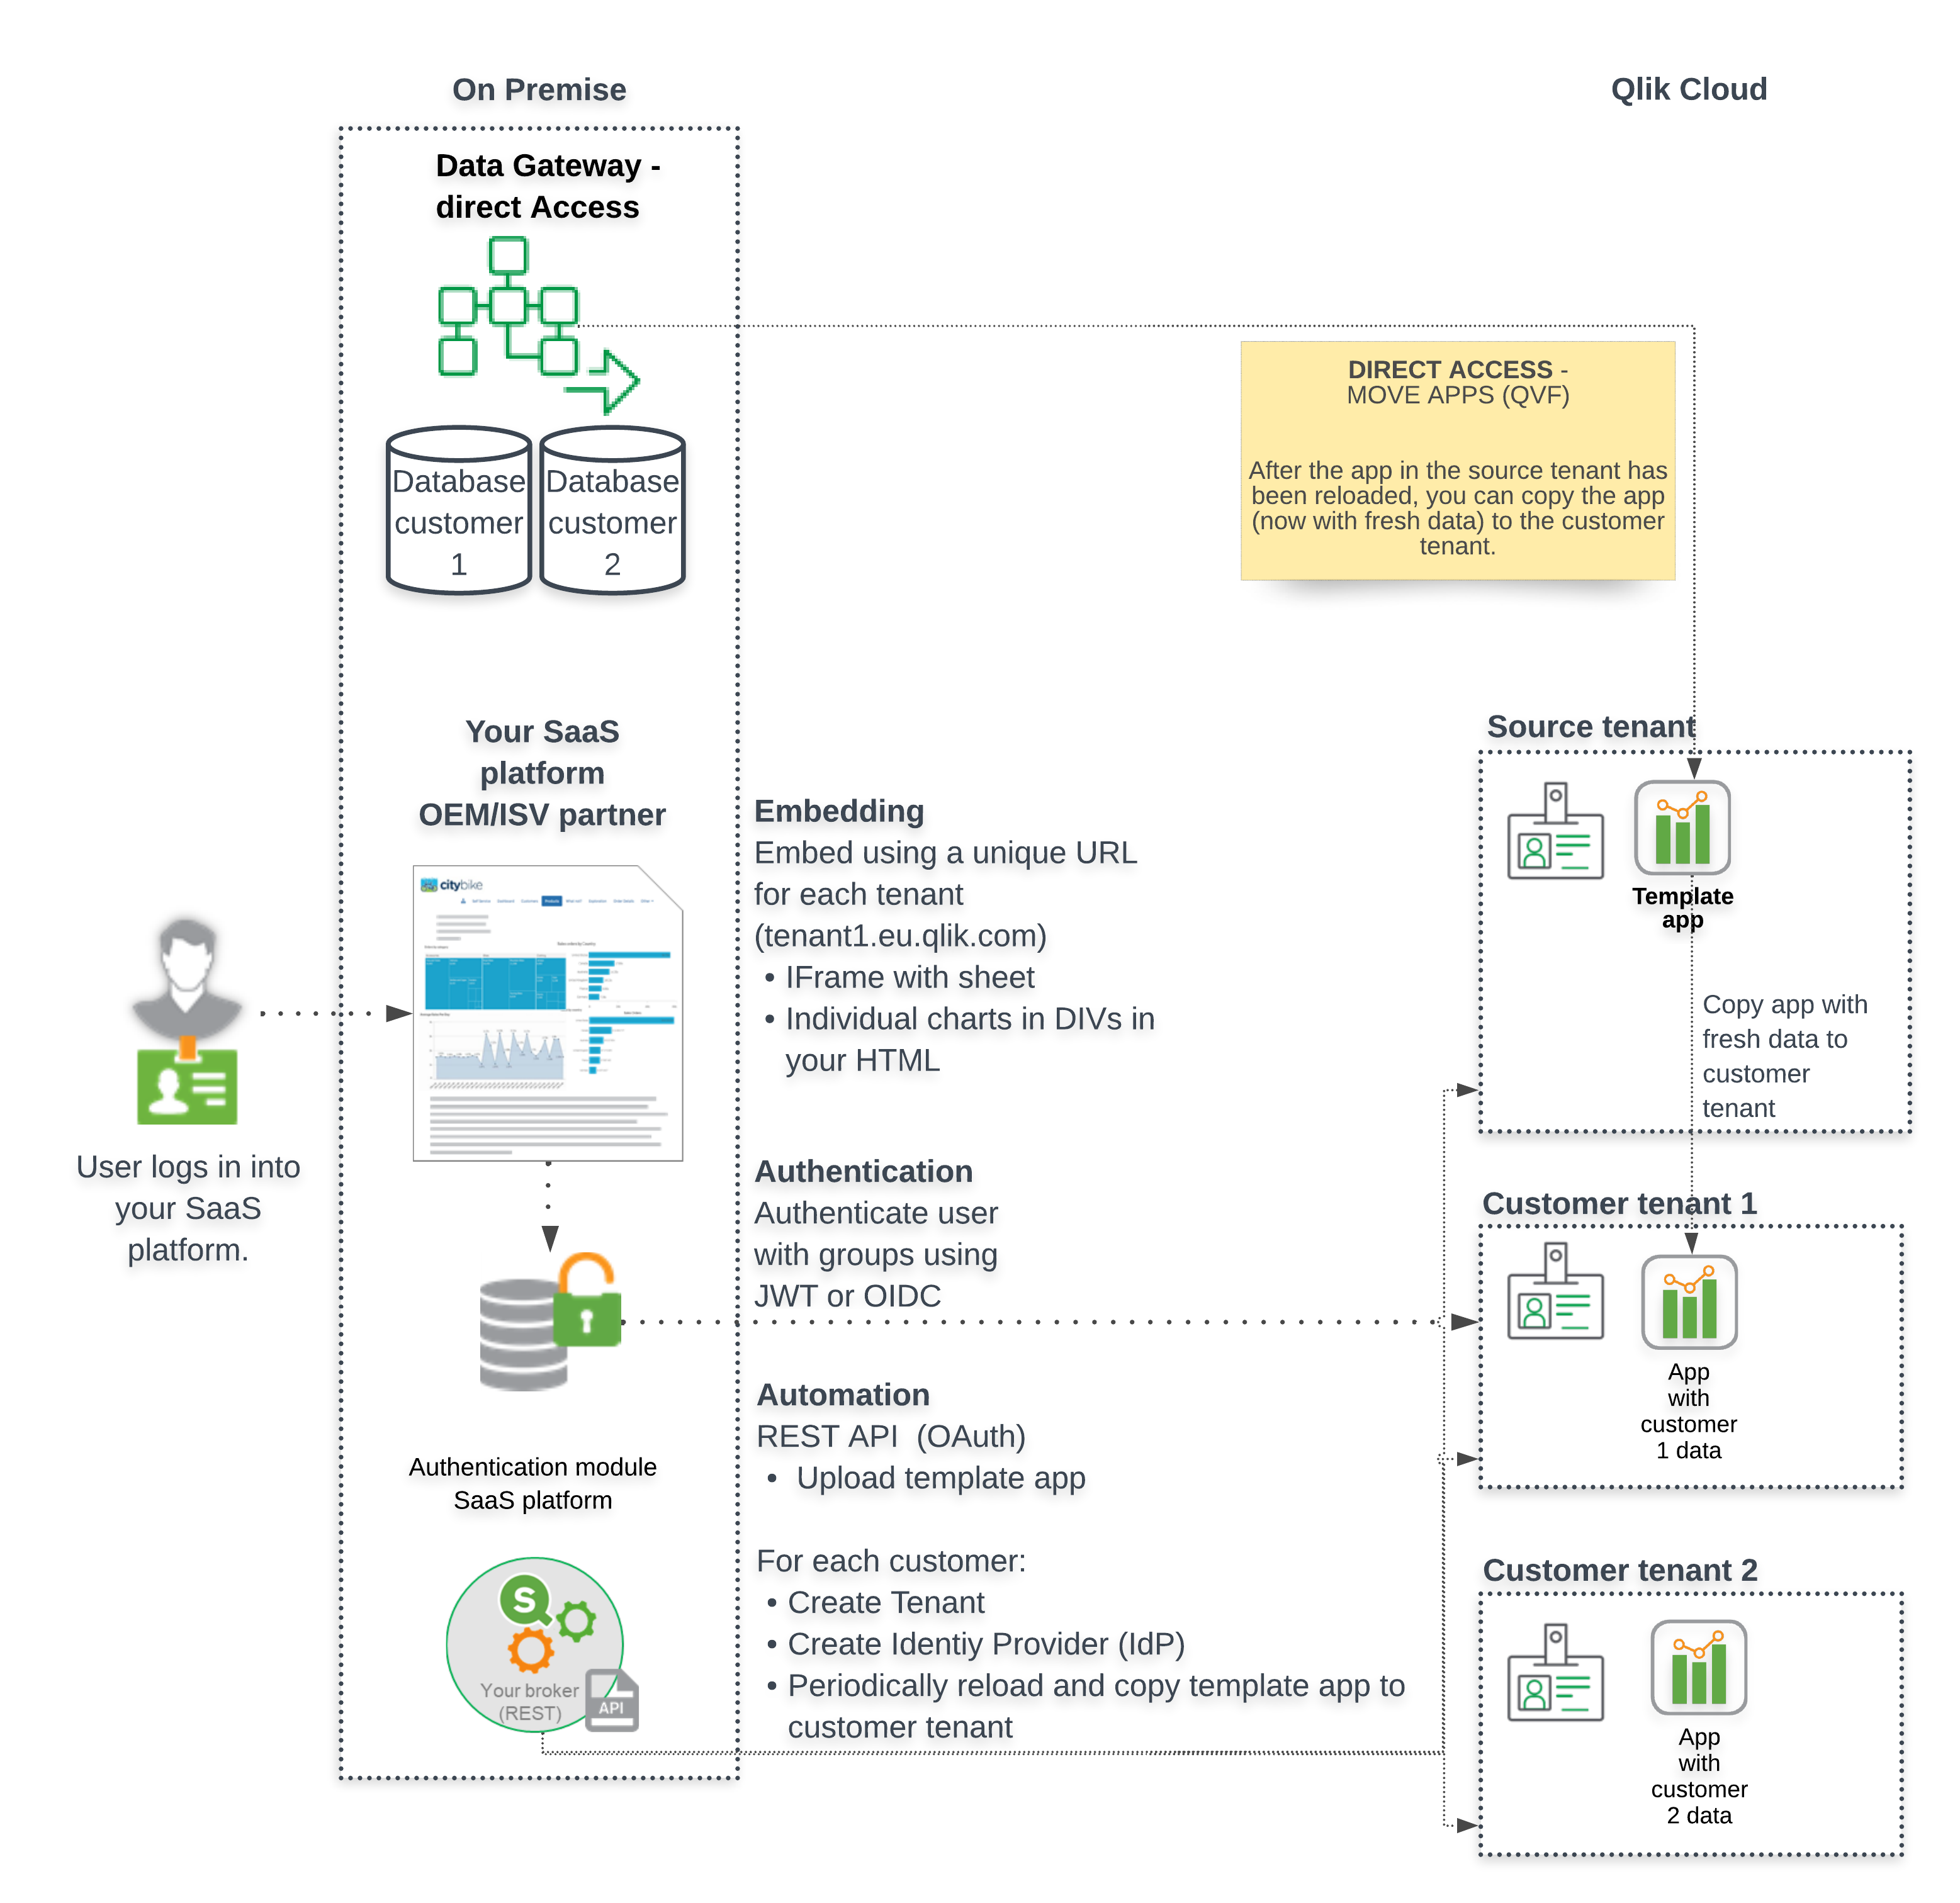 On Premise
Qlik Cloud
Data Gateway -
direct Access
Database
customer
1
Database
customer
2
DIRECT ACCESS -
MOVE APPS (QVF)
After the app in the source tenant has
been reloaded, you can copy the app
(now with fresh data) to the customer
tenant.
Your SaaS
platform
OEM/ISV partner
citybike
Products
User logs in into
your SaaS
platform.
Embedding
Embed using a unique URL
for each tenant
(tenant1.eu.qlik.com)
• IFrame with sheet
• Individual charts in DIVs in
your HTML
Authentication
Authenticate user
with groups using
JWT or OIDC
Authentication module
SaaS platform
Automation
REST API  (OAuth)
•  Upload template app
For each customer:
• Create Tenant
• Create Identiy Provider (IdP)
• Periodically reload and copy template app to
customer tenant
S
Your broker
(REST)
API
Source tenant
Template
app
Copy app with
fresh data to
customer
tenant
Customer tenant 1
App
with
customer
1 data
Customer tenant 2
App
with
customer
2 data